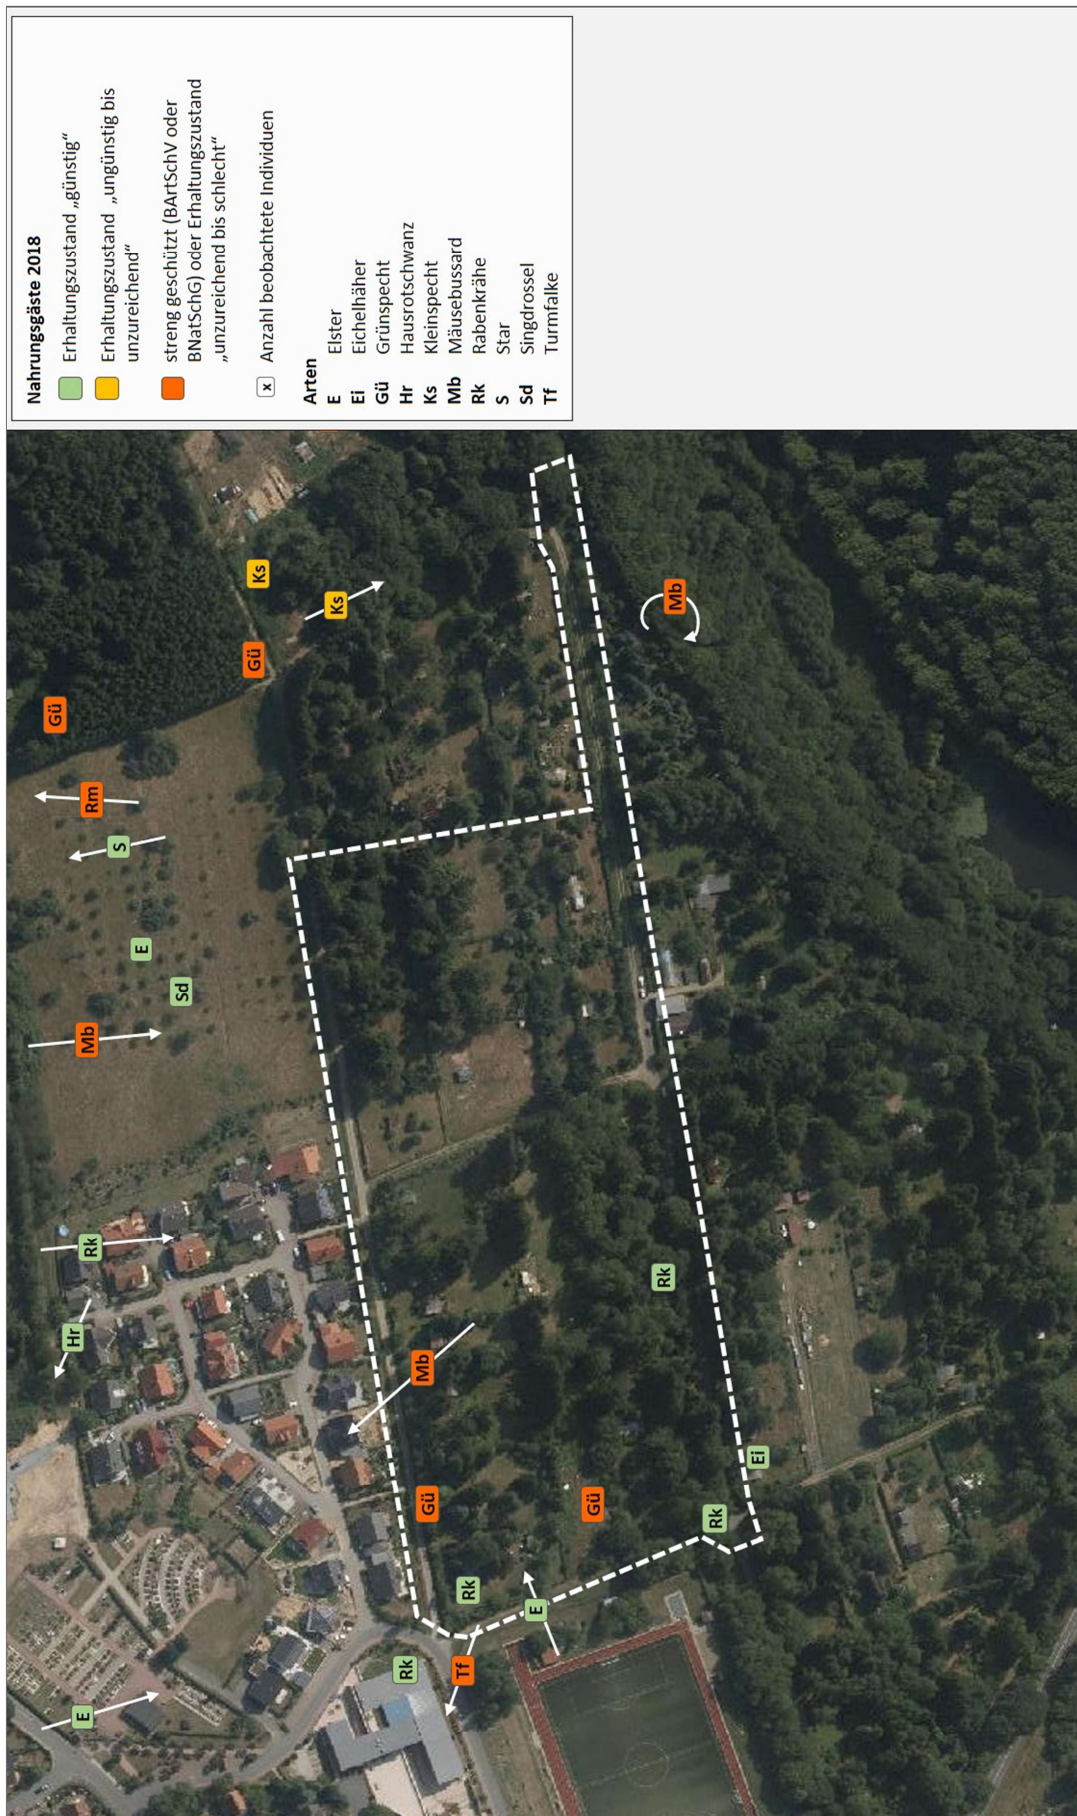 Nahrungsgäste 2018
Erhaltungszustand „günstig“
Erhaltungszustand „ungünstig bis
unzureichend“
streng geschützt (BArtSchV oder
BNatSchG) oder Erhaltungszustand
„unzureichend bis schlecht“
x Anzahl beobachtete Individuen
Arten
E Elster
Ei Eichelhäher
Gü Grünspecht
Hr Hausrotschwanz
Ks Kleinspecht
Mb Mäusebussard
Rk Rabenkrähe
S Star
Sd Singdrossel
Tf Turmfalke
E
Hr
Rk
Mb
Sd
E
S
Rm
Gü
Gü
Ks
Ks
Rk
Tf
Rk
E
Gü
Mb
Gü
Rk
Ei
Rk
Mb